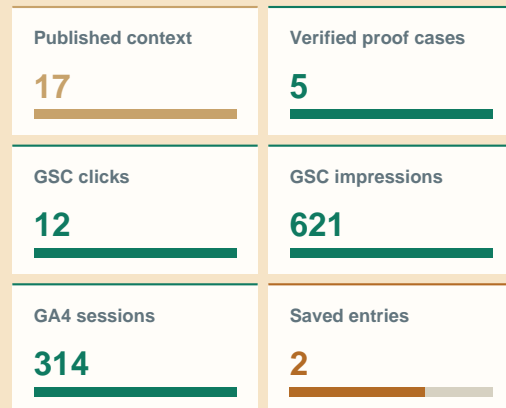 Published context
17
Verified proof cases
5
GSC clicks
12
GSC impressions
621
GA4 sessions
314
Saved entries
2